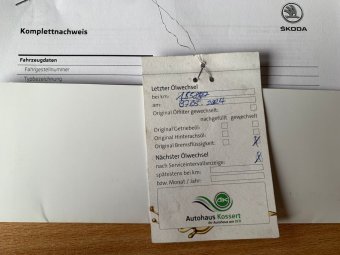 Komplettnachweis
ŠKODA
Fahrzeugdaten
Fahrgestellnummer
Typbezeichnung
Letzter Ölwechsel
bei km:
am:
Original Ölfilter gewechselt:
nachgefüllt gewechselt
Original Getriebeöl:
Original Hinterachsöl:
Original Bremsflüssigkeit:
Nächster Ölwechsel
nach Serviceintervallanzeige:
spätestens bei km:
bzw. Monat / Jahr:
Autohaus Kossert